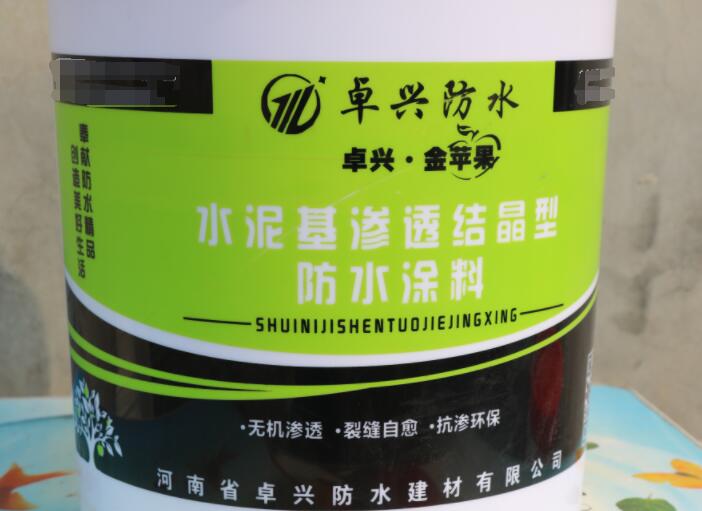 卓兴防水
卓兴·金苹果
奉献防水精品
创造美好生活
水泥基渗透结晶型
防水涂料
SHUINIJISHENTUOJIEJINGXING
·无机渗透·裂缝自愈·抗渗环保
河南省卓兴防水建材有限公司